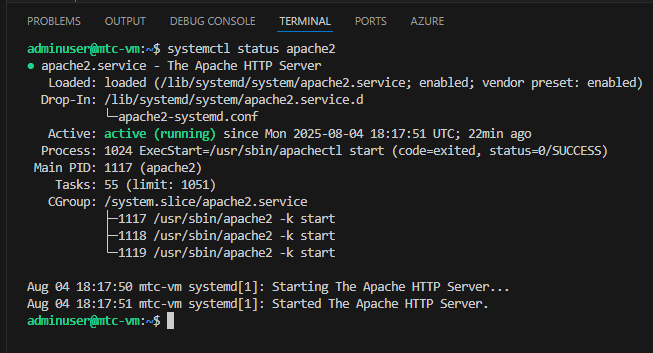 PROBLEMS OUTPUT DEBUG CONSOLE TERMINAL PORTS AZURE
adminuser@mtc-vm:~$ systemctl status apache2
● apache2.service - The Apache HTTP Server
   Loaded: loaded (/lib/systemd/system/apache2.service; enabled; vendor preset: enabled)
  Drop-In: /lib/systemd/system/apache2.service.d
           └─apache2-systemd.conf
   Active: active (running) since Mon 2025-08-04 18:17:51 UTC; 22min ago
  Process: 1024 ExecStart=/usr/sbin/apachectl start (code=exited, status=0/SUCCESS)
 Main PID: 1117 (apache2)
    Tasks: 55 (limit: 1051)
   CGroup: /system.slice/apache2.service
           ├─1117 /usr/sbin/apache2 -k start
           ├─1118 /usr/sbin/apache2 -k start
           └─1119 /usr/sbin/apache2 -k start
Aug 04 18:17:50 mtc-vm systemd[1]: Starting The Apache HTTP Server...
Aug 04 18:17:51 mtc-vm systemd[1]: Started The Apache HTTP Server.
adminuser@mtc-vm:~$